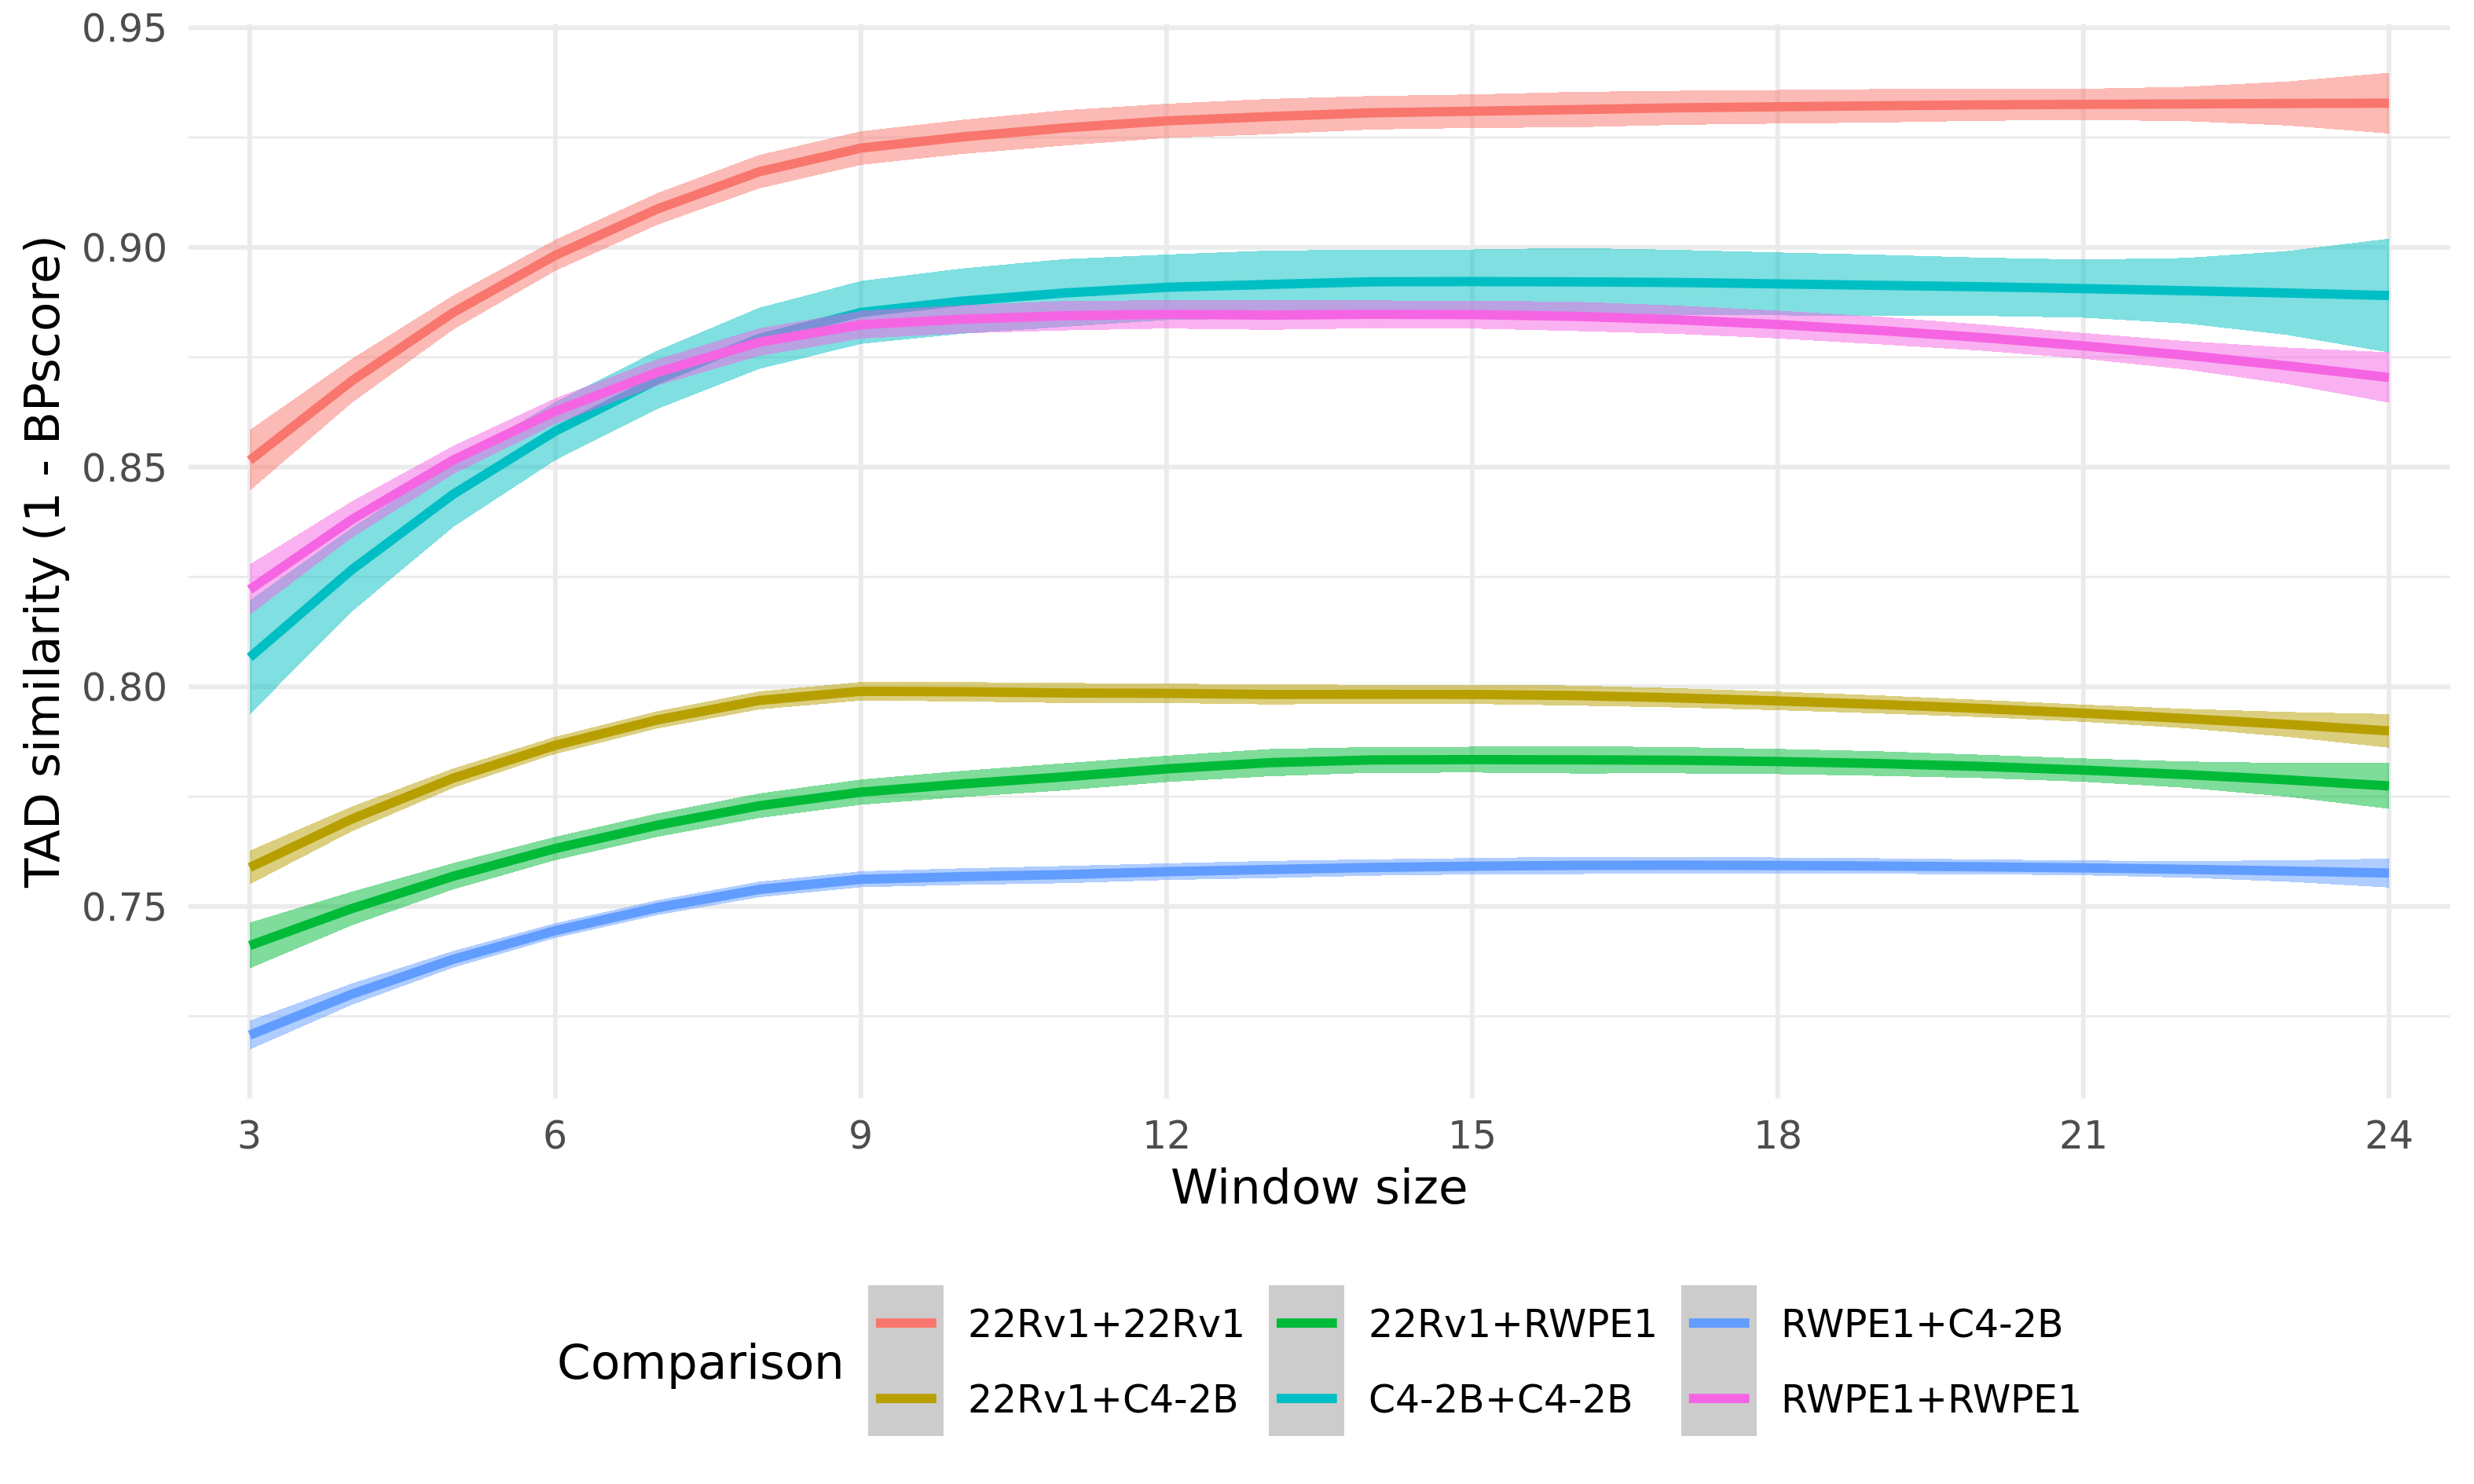 TAD similarity (1 - BPscore)
0.95
0.90
0.85
0.80
0.75
3 6 9 12 15 18 21 24
Window size
Comparison
22Rv1+22Rv1 22Rv1+RWPE1 RWPE1+C4-2B
22Rv1+C4-2B C4-2B+C4-2B RWPE1+RWPE1